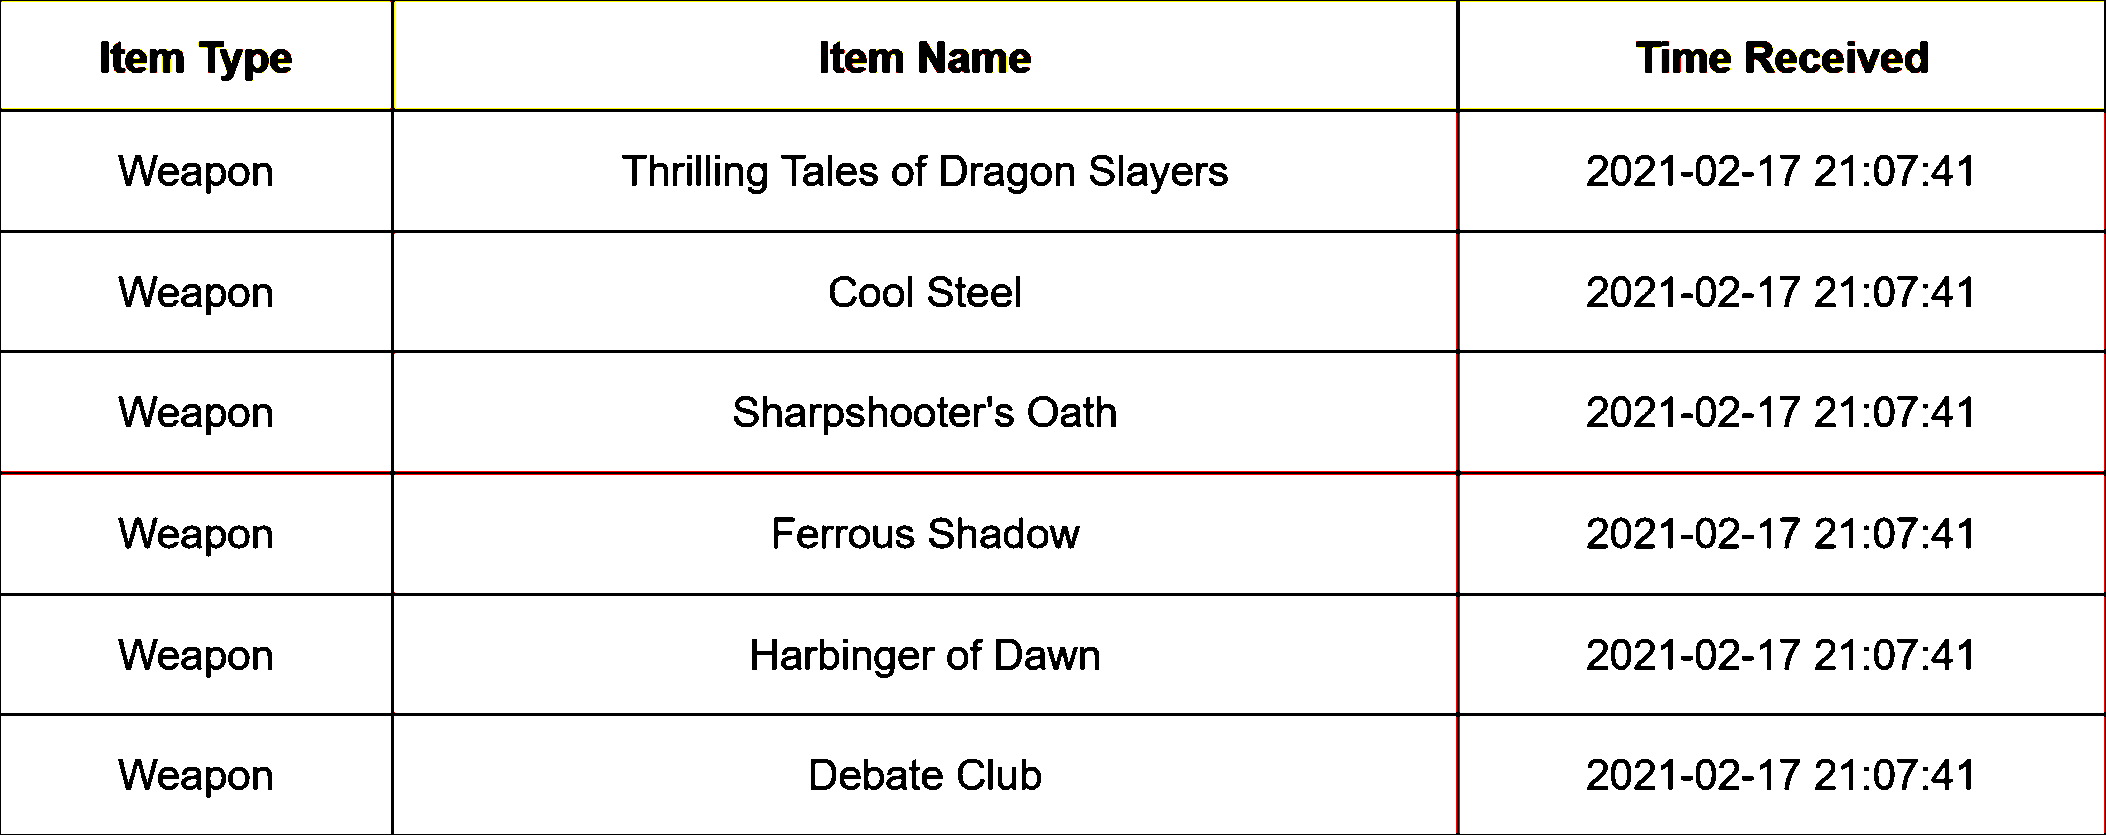 Item Type Item Name Time Received
Weapon Thrilling Tales of Dragon Slayers 2021-02-17 21:07:41
Weapon Cool Steel 2021-02-17 21:07:41
Weapon Sharpshooter's Oath 2021-02-17 21:07:41
Weapon Ferrous Shadow 2021-02-17 21:07:41
Weapon Harbinger of Dawn 2021-02-17 21:07:41
Weapon Debate Club 2021-02-17 21:07:41